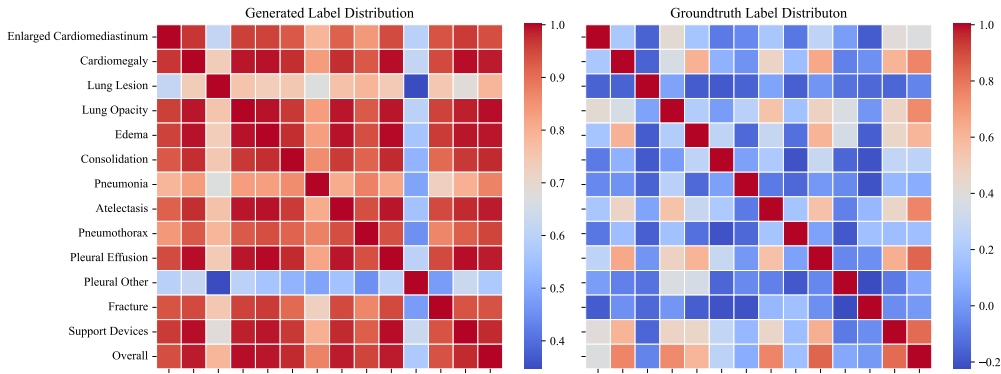 Generated Label Distribution
Groundtruth Label Distributon
Enlarged Cardiomediastinum
Cardiomegaly
Lung Lesion
Lung Opacity
Edema
Consolidation
Pneumonia
Atelectasis
Pneumothorax
Pleural Effusion
Pleural Other
Fracture
Support Devices
Overall
1.0
0.9
0.8
0.7
0.6
0.5
0.4
1.0
0.8
0.6
0.4
0.2
0.0
−0.2